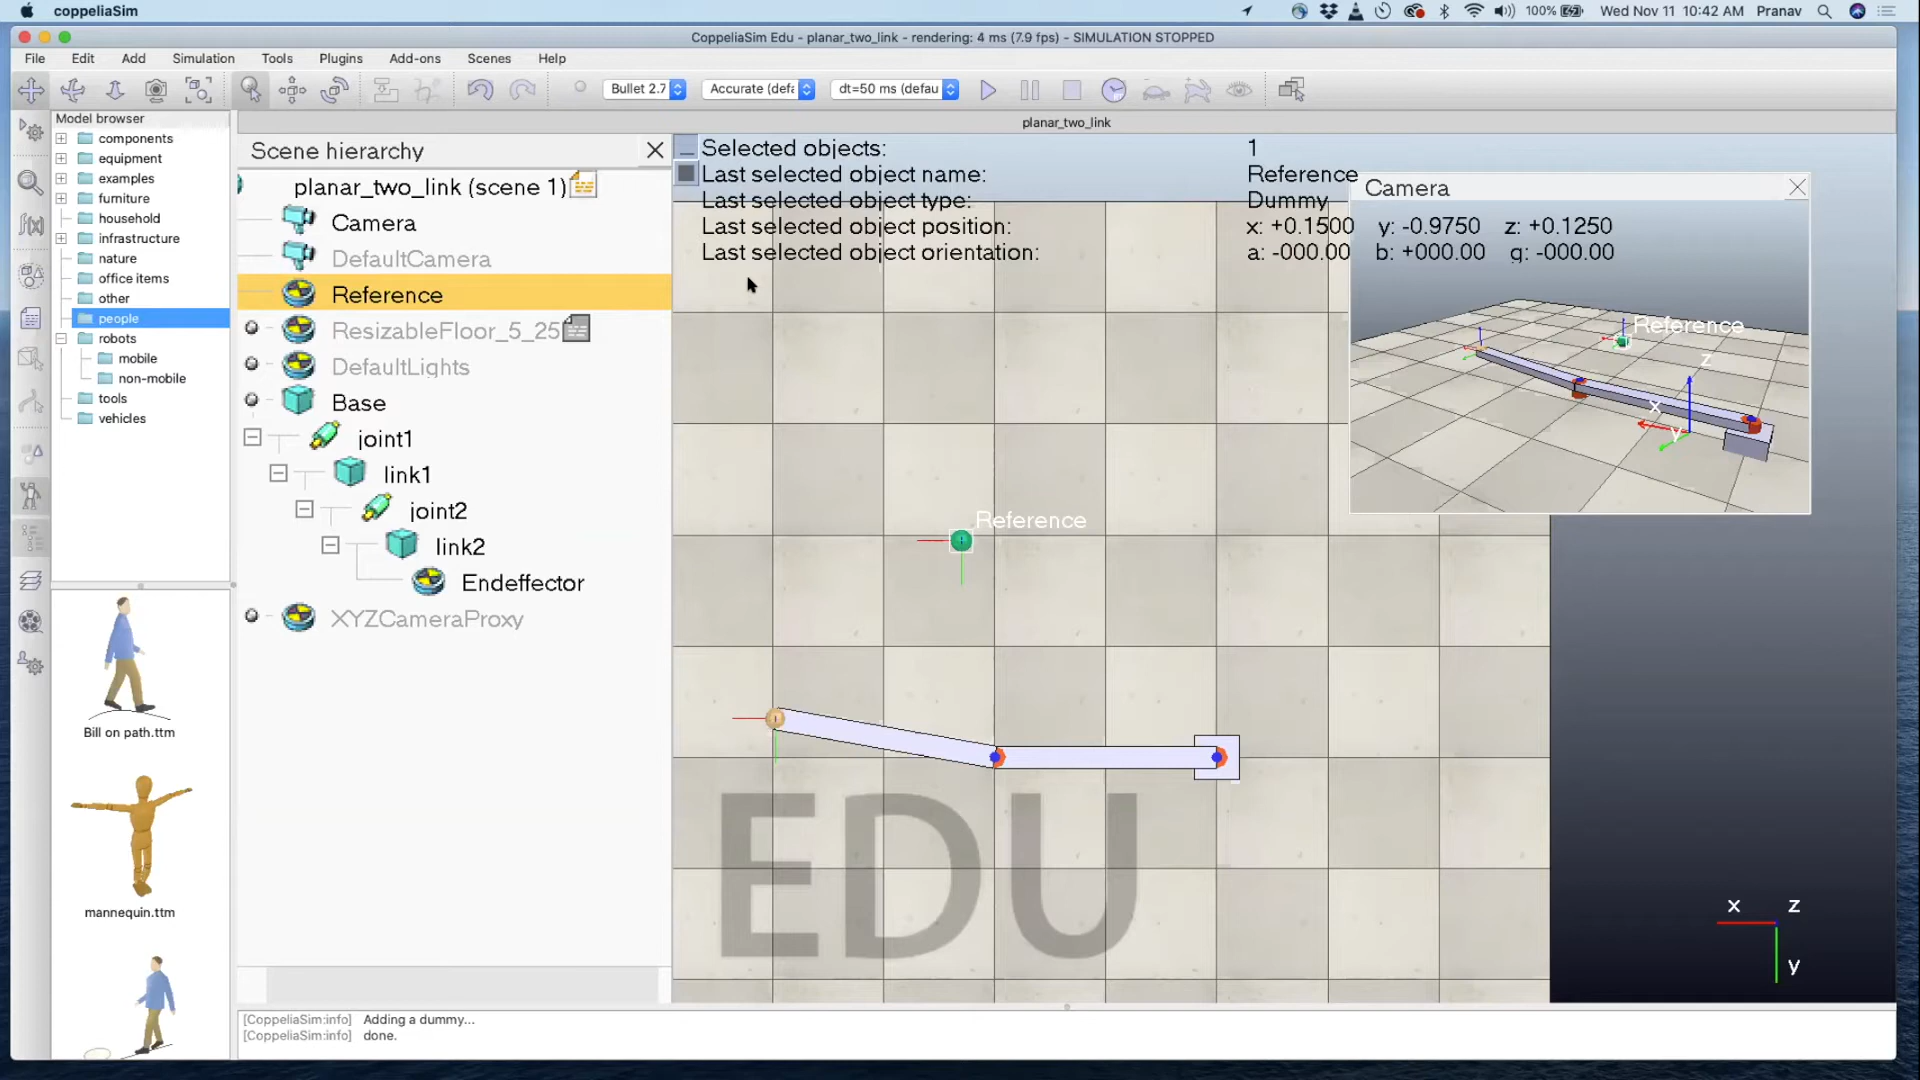 coppeliaSim
100%
Wed Nov 11 10:42 AM Pranav
CoppeliaSim Edu - planar_two_link - rendering: 4 ms (7.9 fps) - SIMULATION STOPPED
File Edit Add Simulation Tools Plugins Add-ons Scenes Help
Bullet 2.7
Accurate (defa
dt=50 ms (defau
Model browser
components
equipment
examples
furniture
household
infrastructure
nature
office items
other
people
robots
mobile
non-mobile
tools
vehicles
Bill on path.ttm
mannequin.ttm
planar_two_link
Scene hierarchy
planar_two_link (scene 1)
Camera
DefaultCamera
Reference
ResizableFloor_5_25
DefaultLights
Base
joint1
link1
joint2
link2
Endeffector
XYZCameraProxy
Selected objects: 1
Last selected object name: Reference
Last selected object type: Dummy
Last selected object position: x: +0.1500 y: -0.9750 z: +0.1250
Last selected object orientation: a: -000.00 b: +000.00 g: -000.00
Camera
Reference
z
x
y
Reference
EDU
x z
y
[CoppeliaSim:info] Adding a dummy...
[CoppeliaSim:info] done.
f(x)